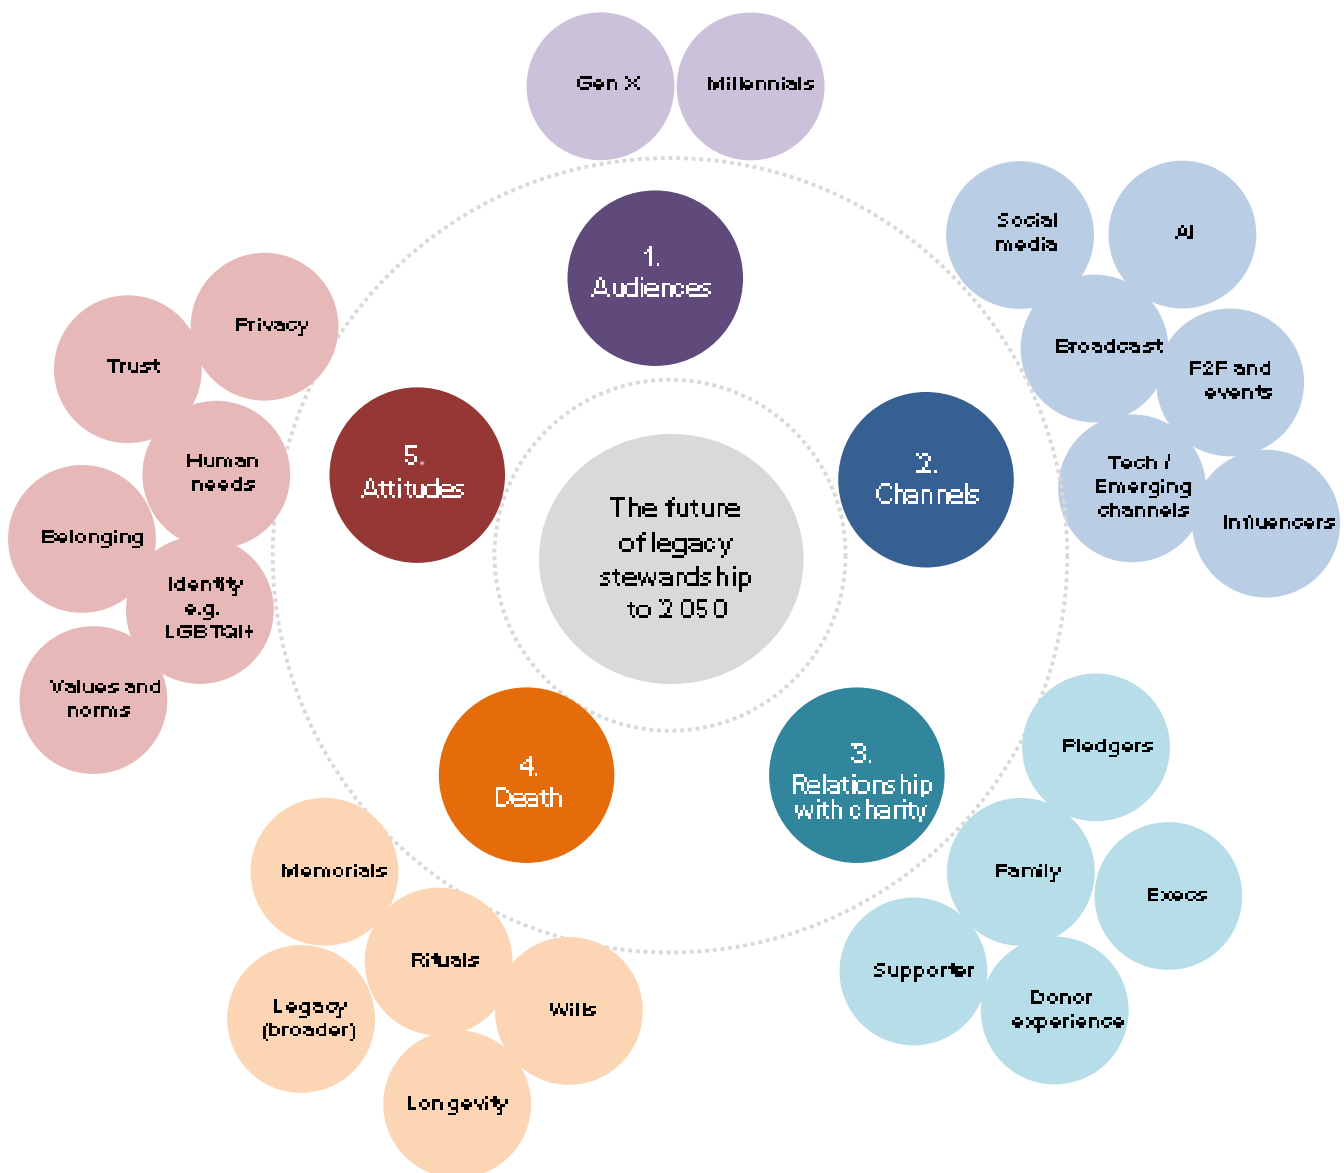 Gen X
Millennials
1.
Audiences
Social
media
AI
Broadcast
F2F and
events
Tech /
Emerging
channels
Influencers
2.
Channels
The future
of legacy
stewardship
to 2050
3.
Relationship
with charity
Pledgers
Family
Execs
Supporter
Donor
experience
4.
Death
Memorials
Rituals
Wills
Legacy
(broader)
Longevity
5.
Attitudes
Privacy
Trust
Human
needs
Belonging
Identity
e.g.
LGBTQI+
Values and
norms